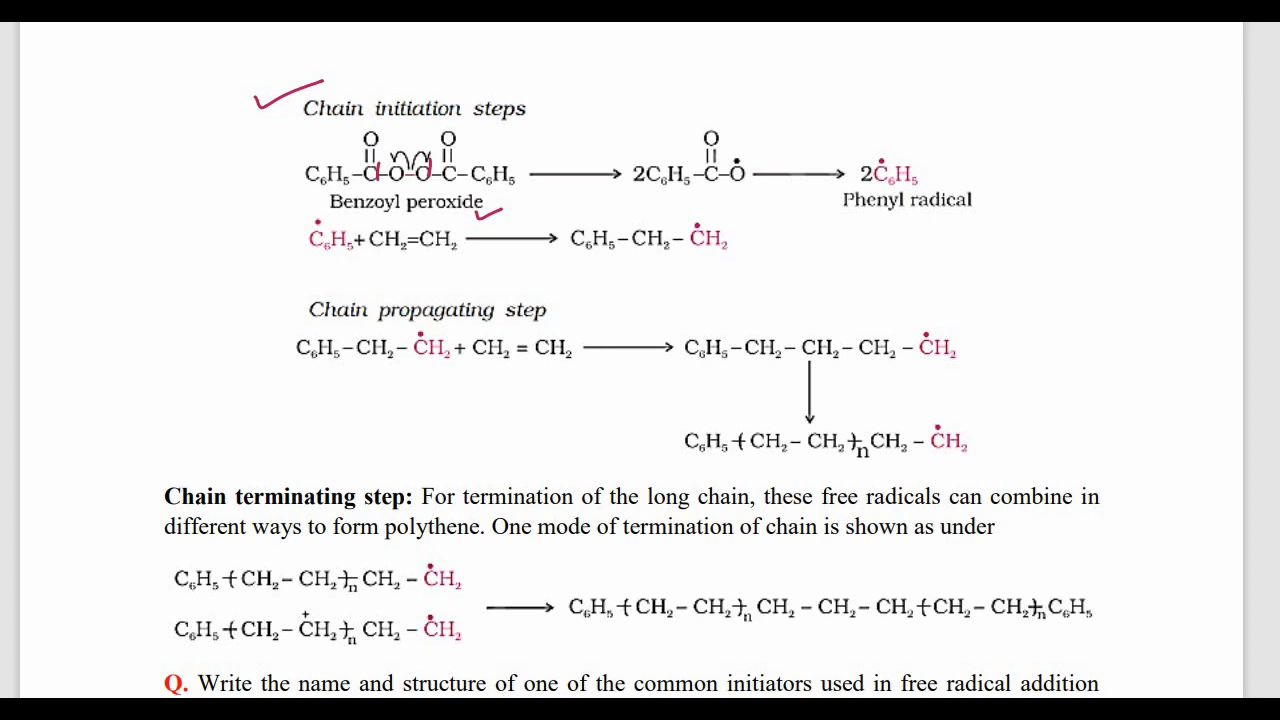 Chain initiation steps
O O O
C₆H₅–C–O–O–C–C₆H₅ ⟶ 2C₆H₅–C–Ȯ ⟶ 2Ċ₆H₅
Benzoyl peroxide Phenyl radical
Ċ₆H₅+CH₂=CH₂ ⟶ C₆H₅–CH₂–ĊH₂
Chain propagating step
C₆H₅–CH₂–ĊH₂+CH₂=CH₂ ⟶ C₆H₅–CH₂–CH₂–CH₂–ĊH₂
C₆H₅+CH₂–CH₂+ₙCH₂–ĊH₂
Chain terminating step: For termination of the long chain, these free radicals can combine in
different ways to form polythene. One mode of termination of chain is shown as under
C₆H₅+CH₂–CH₂+ₙCH₂–ĊH₂
+
C₆H₅+CH₂–CH₂+ₙCH₂–ĊH₂ ⟶ C₆H₅+CH₂–CH₂+ₙCH₂–CH₂–CH₂+CH₂–CH₂+ₙC₆H₅
Q. Write the name and structure of one of the common initiators used in free radical addition